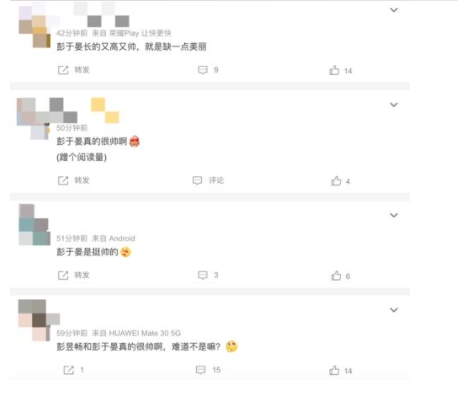 42分钟前 来自 荣耀Play 让快更快
彭于晏长的又高又帅，就是缺一点美丽
转发 9 14
50分钟前
彭于晏真的很帅啊
(蹭个阅读量)
转发 评论 4
51分钟前 来自 Android
彭于晏是挺帅的
转发 3 6
59分钟前 来自 HUAWEI Mate 30 5G
彭昱畅和彭于晏真的很帅啊，难道不是嘛？
1 15 14